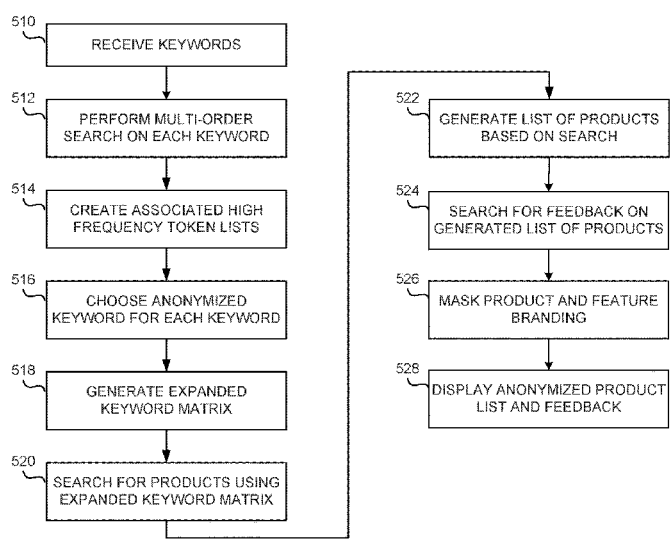 510
RECEIVE KEYWORDS
512
PERFORM MULTI-ORDER
SEARCH ON EACH KEYWORD
514
CREATE ASSOCIATED HIGH
FREQUENCY TOKEN LISTS
516
CHOOSE ANONYMIZED
KEYWORD FOR EACH KEYWORD
518
GENERATE EXPANDED
KEYWORD MATRIX
520
SEARCH FOR PRODUCTS USING
EXPANDED KEYWORD MATRIX
522
GENERATE LIST OF PRODUCTS
BASED ON SEARCH
524
SEARCH FOR FEEDBACK ON
GENERATED LIST OF PRODUCTS
526
MASK PRODUCT AND FEATURE
BRANDING
528
DISPLAY ANONYMIZED PRODUCT
LIST AND FEEDBACK